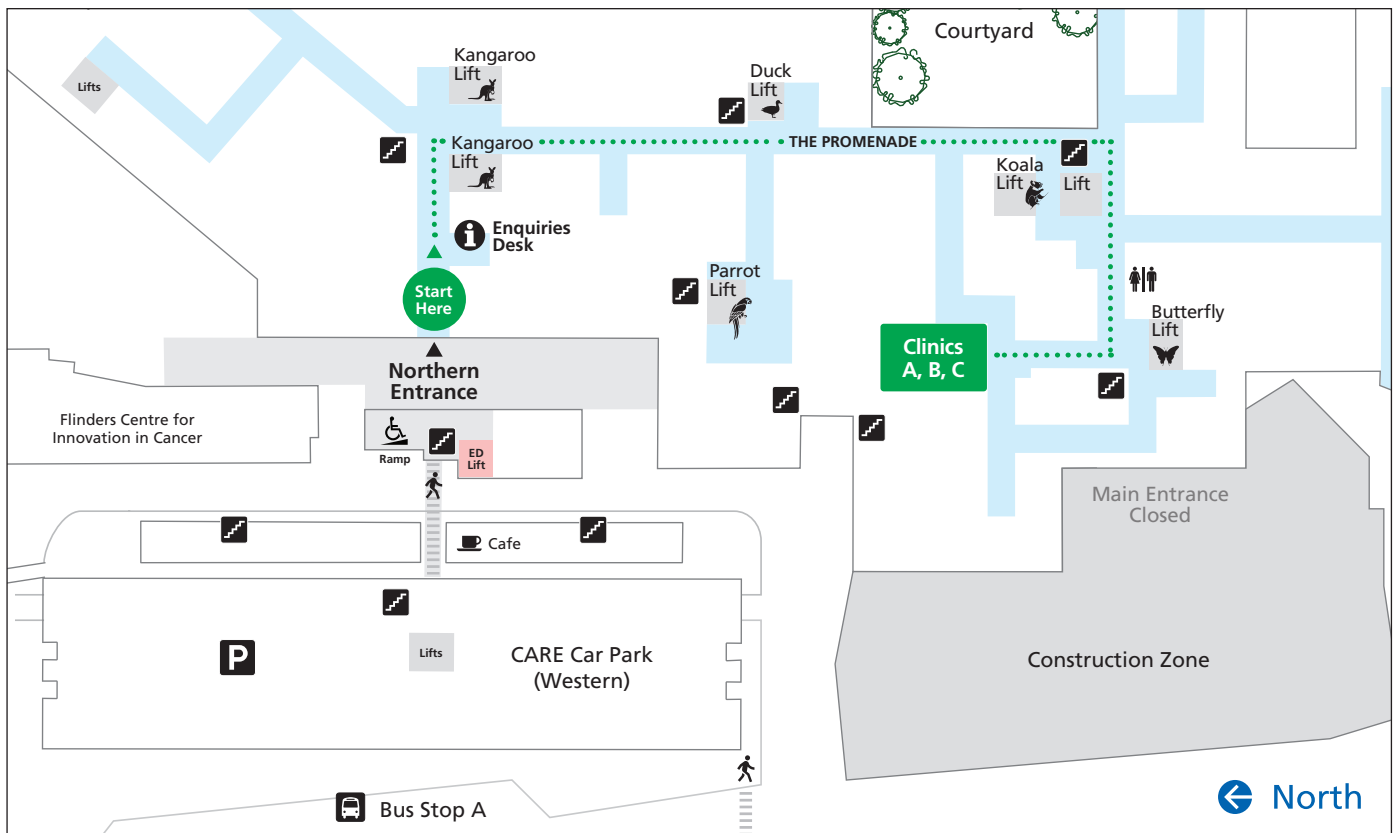 Courtyard
Kangaroo
Lift
Duck
Lift
Lifts
THE PROMENADE
Kangaroo
Lift
Koala
Lift
Lift
Enquiries
Desk
Start
Here
Parrot
Lift
Butterfly
Lift
Clinics
A, B, C
Northern
Entrance
Flinders Centre for
Innovation in Cancer
Ramp
ED
Lift
Main Entrance
Closed
Cafe
P
Lifts
CARE Car Park
(Western)
Construction Zone
Bus Stop A
North